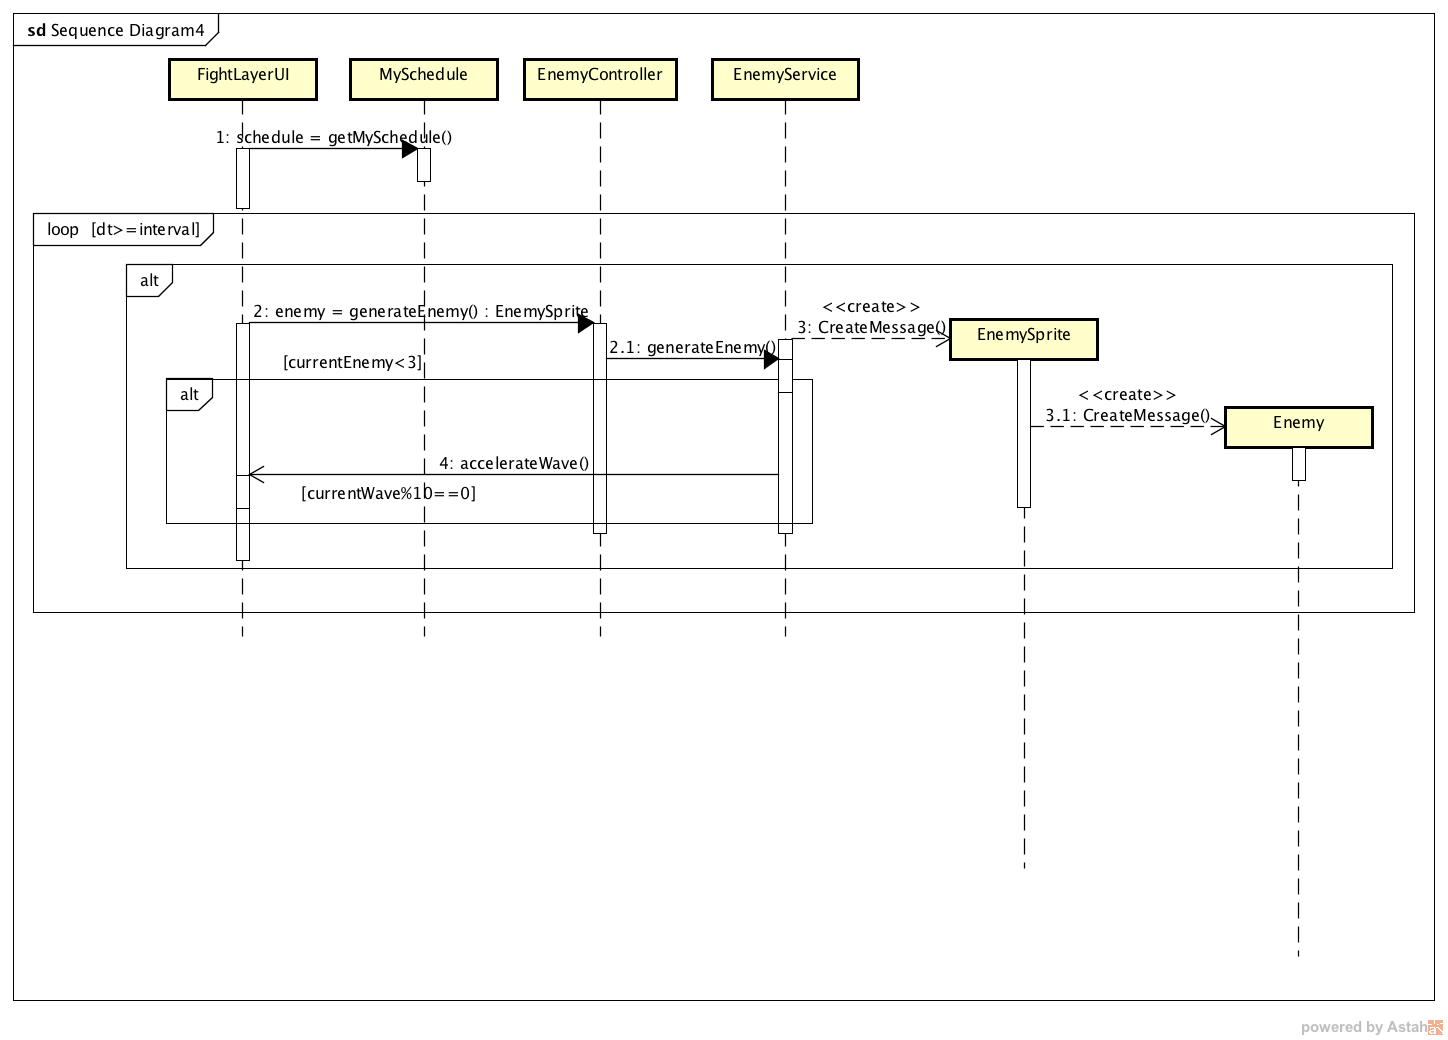 sd Sequence Diagram4
FightLayerUI
MySchedule
EnemyController
EnemyService
1: schedule = getMySchedule()
loop [dt>=interval]
alt
<<create>>
2: enemy = generateEnemy() : EnemySprite
3: CreateMessage()
EnemySprite
2.1: generateEnemy()
[currentEnemy<3]
alt
<<create>>
3.1: CreateMessage()
Enemy
4: accelerateWave()
[currentWave%10==0]
powered by Astah